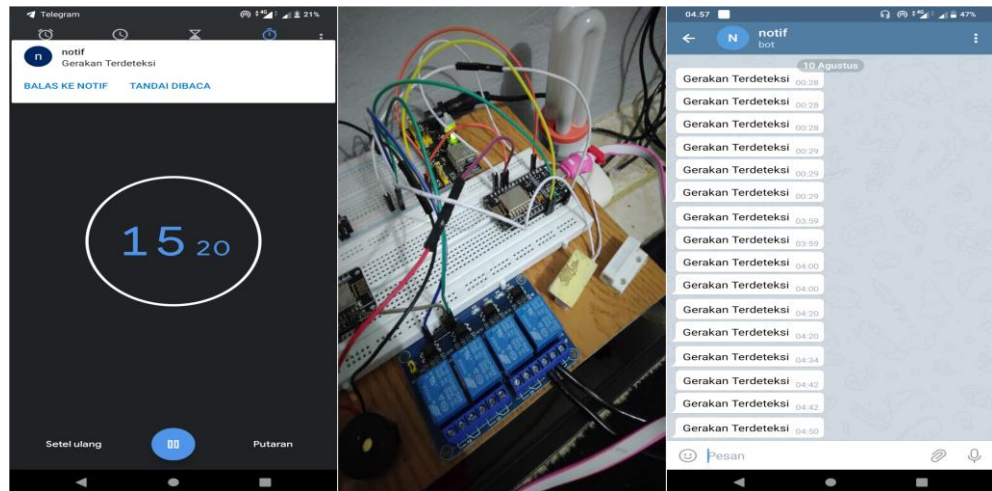 Telegram
4G
21%
n
notif
Gerakan Terdeteksi
BALAS KE NOTIF TANDAI DIBACA
15 20
Setel ulang Putaran
04.57
4G
47%
N
notif
bot
10 Agustus
Gerakan Terdeteksi 00:28
Gerakan Terdeteksi 00:28
Gerakan Terdeteksi 00:28
Gerakan Terdeteksi 00:29
Gerakan Terdeteksi 00:29
Gerakan Terdeteksi 00:29
Gerakan Terdeteksi 03:59
Gerakan Terdeteksi 03:59
Gerakan Terdeteksi 04:00
Gerakan Terdeteksi 04:00
Gerakan Terdeteksi 04:20
Gerakan Terdeteksi 04:20
Gerakan Terdeteksi 04:34
Gerakan Terdeteksi 04:42
Gerakan Terdeteksi 04:42
Gerakan Terdeteksi 04:50
Pesan